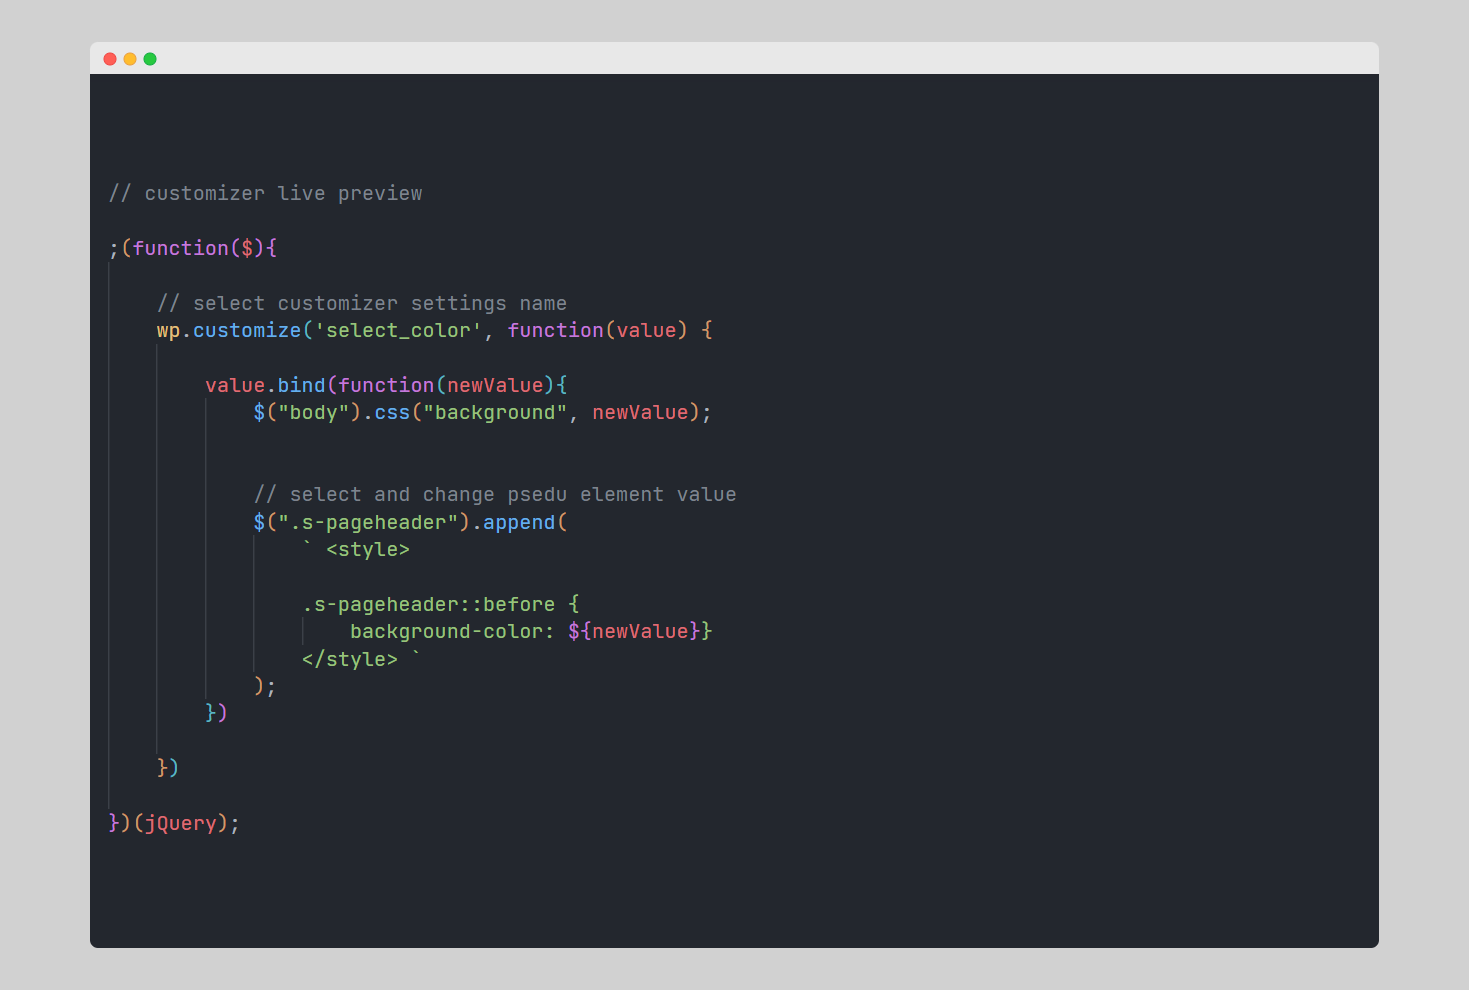 // customizer live preview
;(function($){
// select customizer settings name
wp.customize('select_color', function(value) {
value.bind(function(newValue){
$("body").css("background", newValue);
// select and change psedu element value
$(".s-pageheader").append(
` <style>
.s-pageheader::before {
background-color: ${newValue}}
</style> `
);
})
})
})(jQuery);